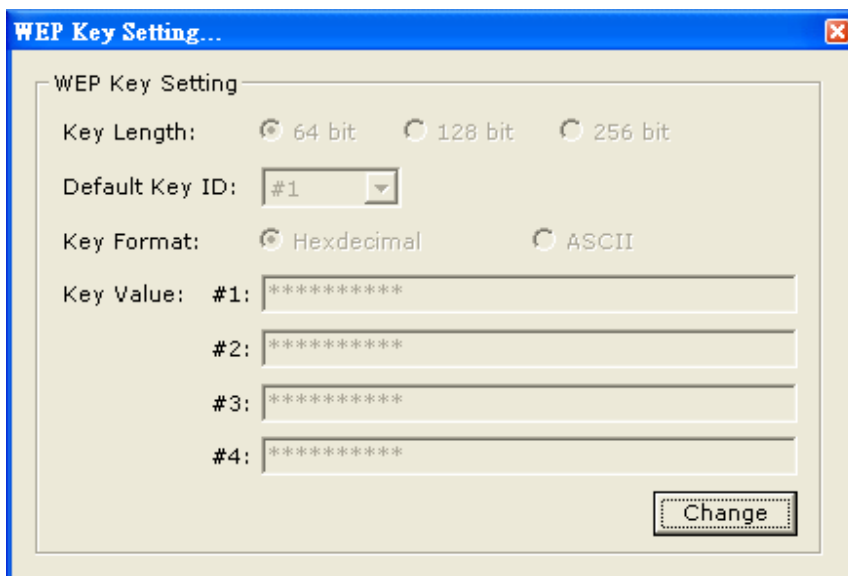 WEP Key Setting...
WEP Key Setting
Key Length: 64 bit 128 bit 256 bit
Default Key ID: #1
Key Format: Hexdecimal ASCII
Key Value: #1: **********
#2: **********
#3: **********
#4: **********
Change